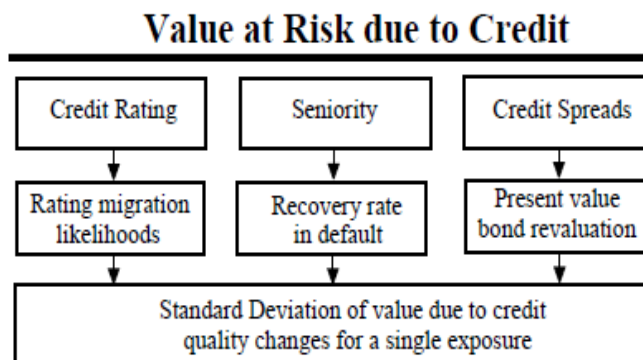 Value at Risk due to Credit
Credit Rating
Seniority
Credit Spreads
Rating migration
likelihoods
Recovery rate
in default
Present value
bond revaluation
Standard Deviation of value due to credit
quality changes for a single exposure